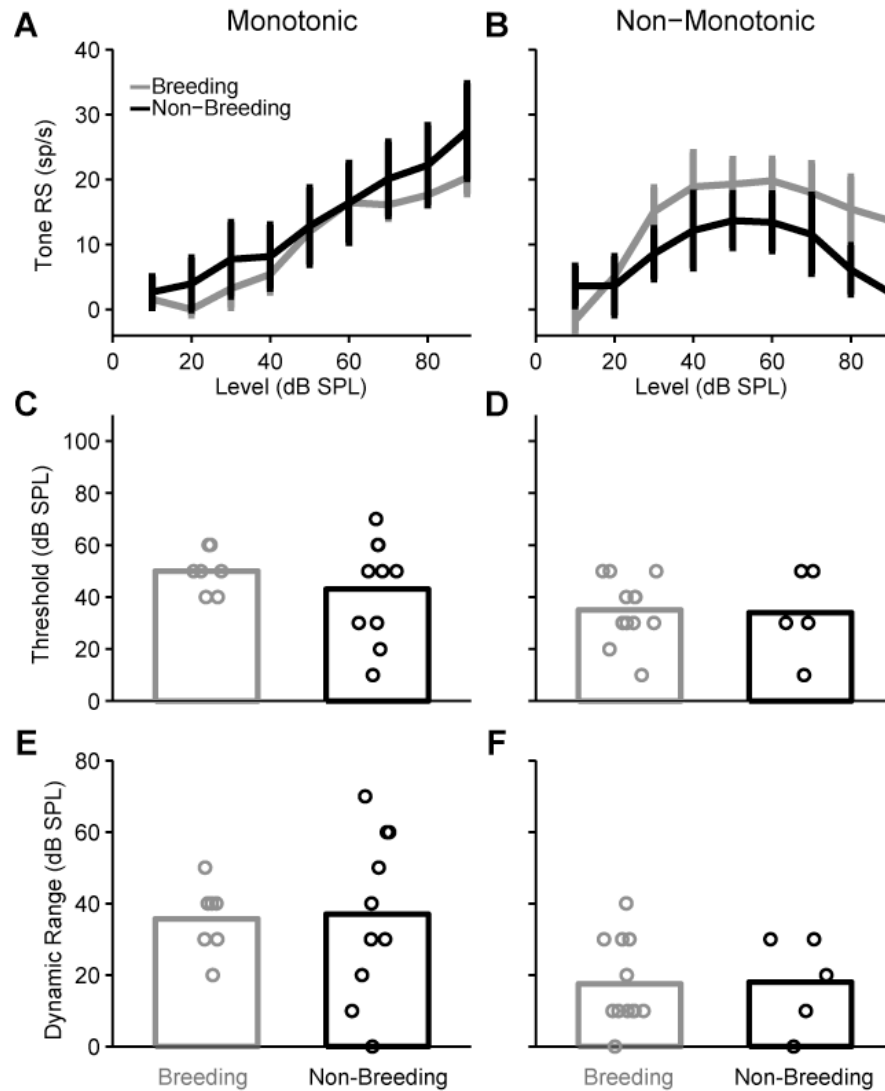 A Monotonic
B Non−Monotonic
Breeding
Non−Breeding
Tone RS (sp/s)
40
30
20
10
0
0 20 40 60 80
Level (dB SPL)
0 20 40 60 80
Level (dB SPL)
C
D
Threshold (dB SPL)
100
80
60
40
20
0
E
F
Dynamic Range (dB SPL)
80
60
40
20
0
Breeding Non-Breeding
Breeding Non-Breeding